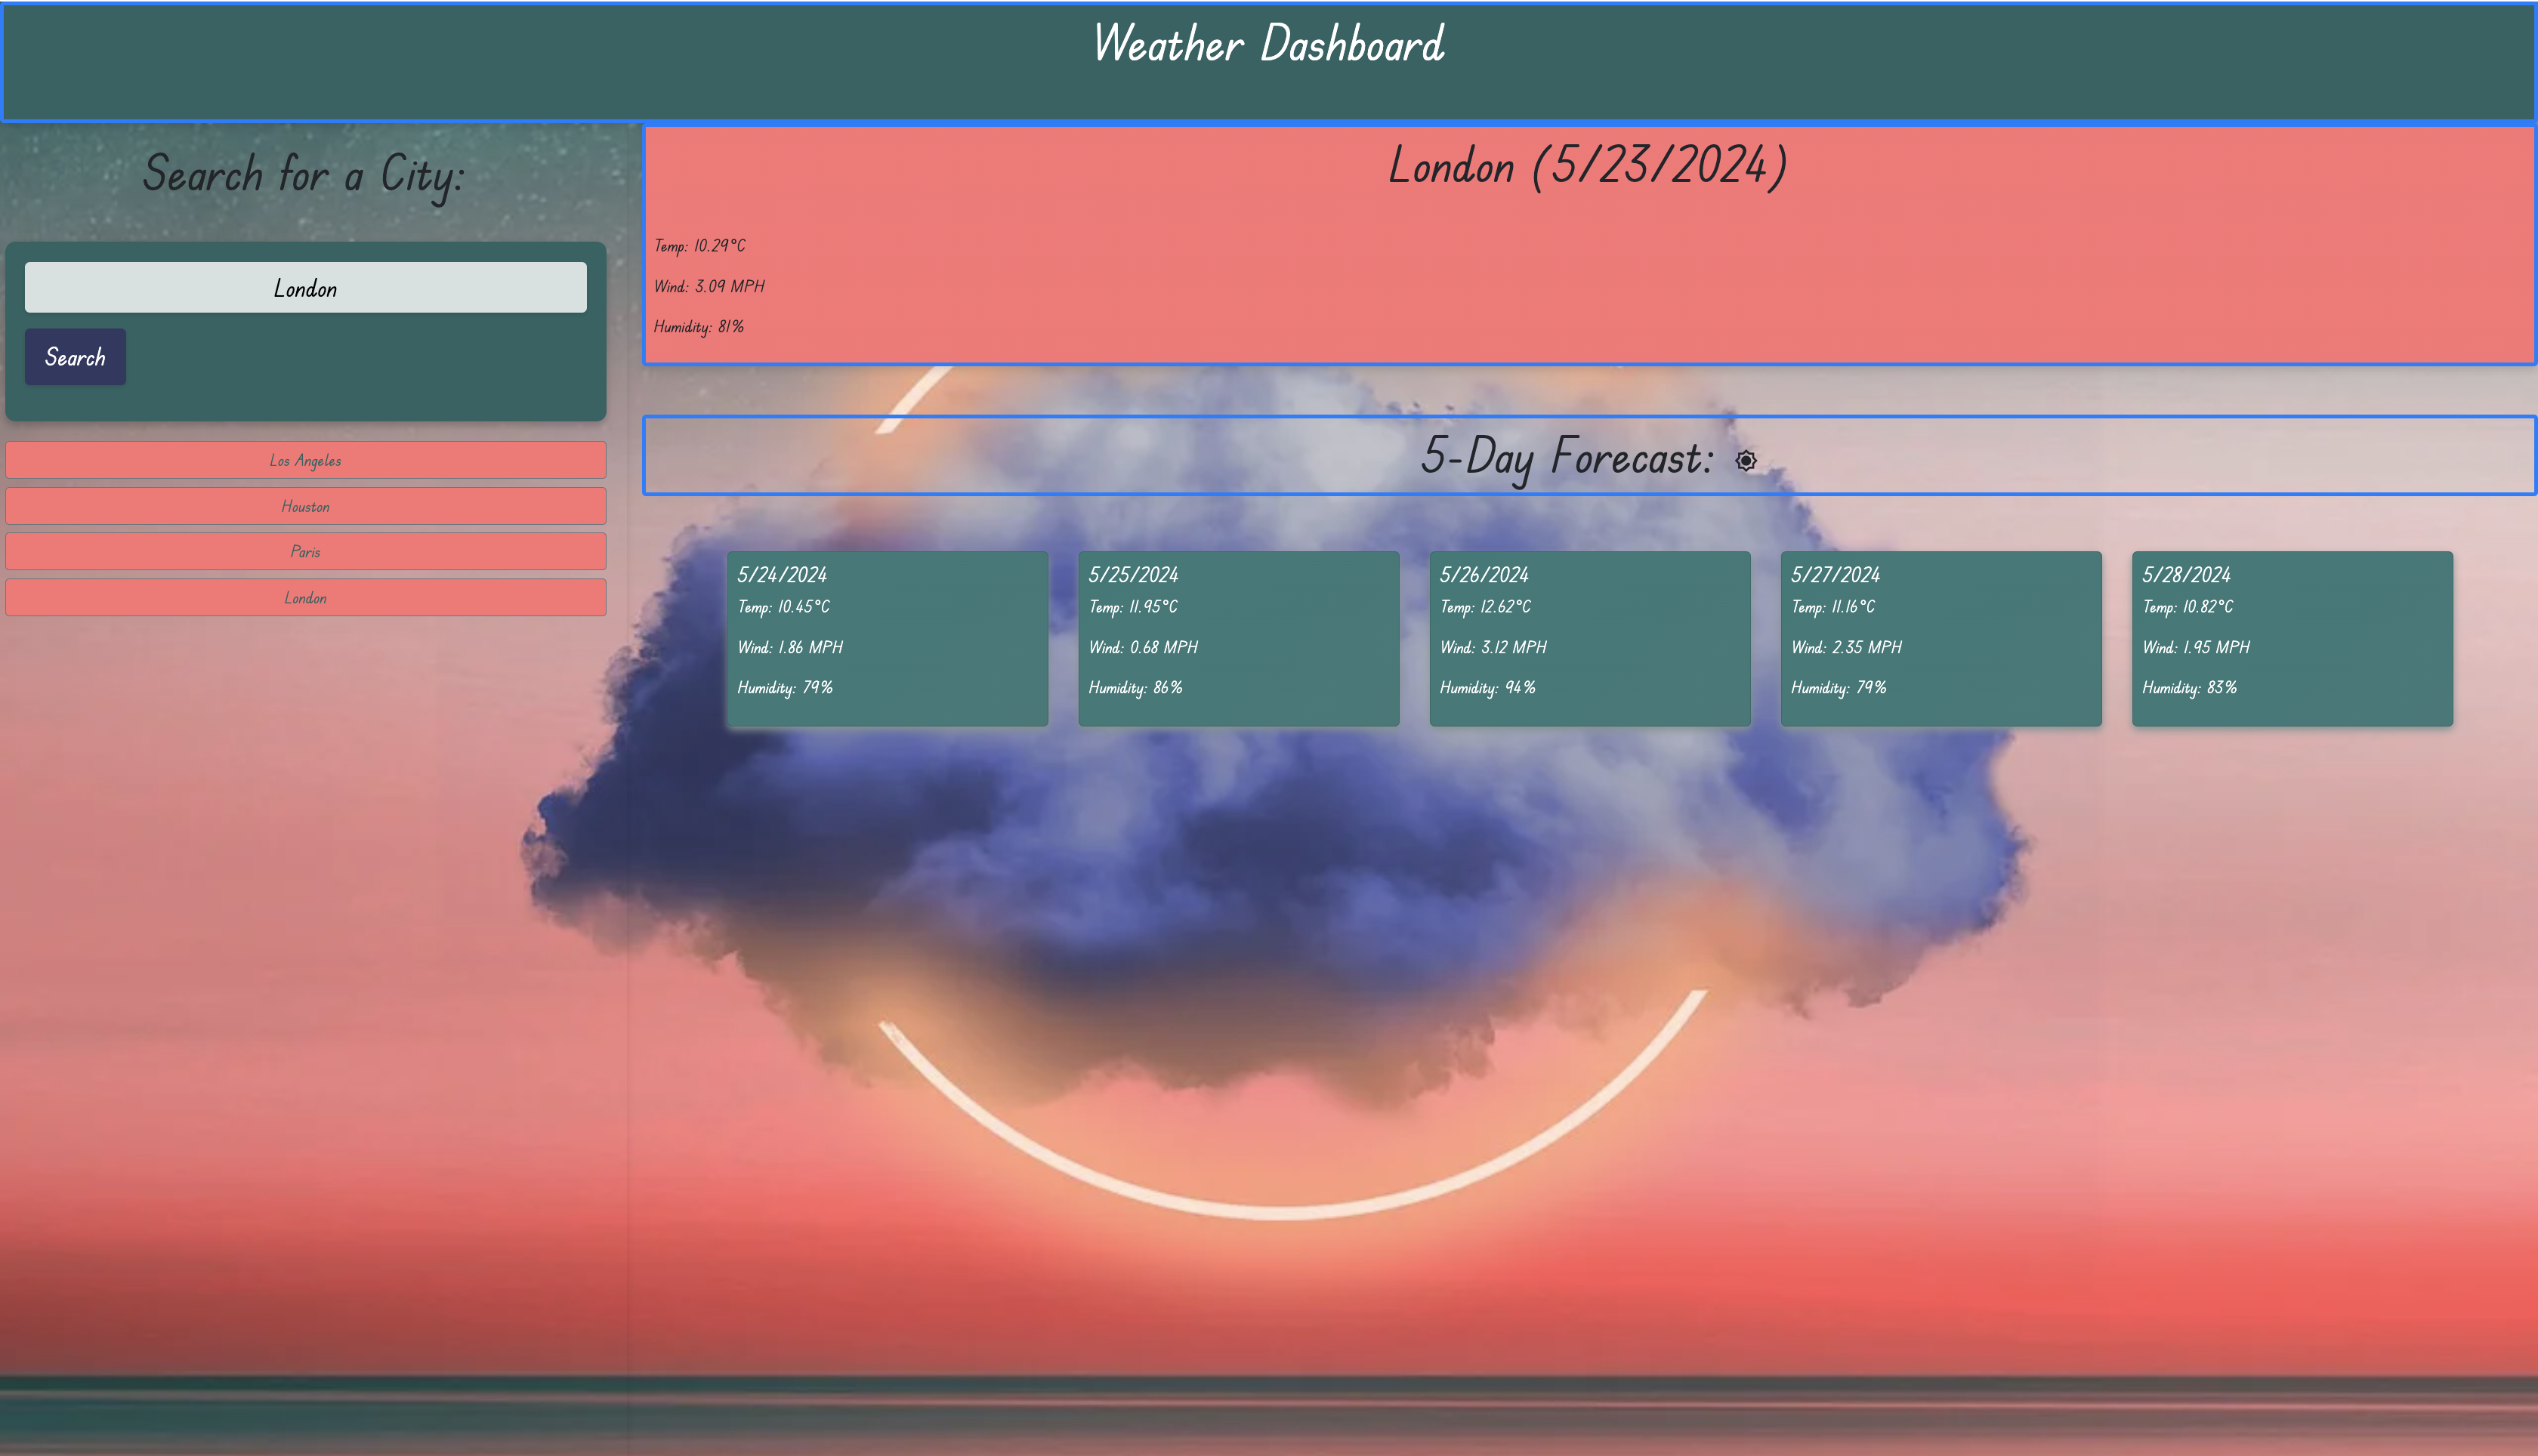 Weather Dashboard
Search for a City:
London
Search
Los Angeles
Houston
Paris
London
London (5/23/2024)
Temp: 10.29°C
Wind: 3.09 MPH
Humidity: 81%
5-Day Forecast:
5/24/2024
Temp: 10.45°C
Wind: 1.86 MPH
Humidity: 79%
5/25/2024
Temp: 11.95°C
Wind: 0.68 MPH
Humidity: 86%
5/26/2024
Temp: 12.62°C
Wind: 3.12 MPH
Humidity: 94%
5/27/2024
Temp: 11.16°C
Wind: 2.35 MPH
Humidity: 79%
5/28/2024
Temp: 10.82°C
Wind: 1.95 MPH
Humidity: 83%